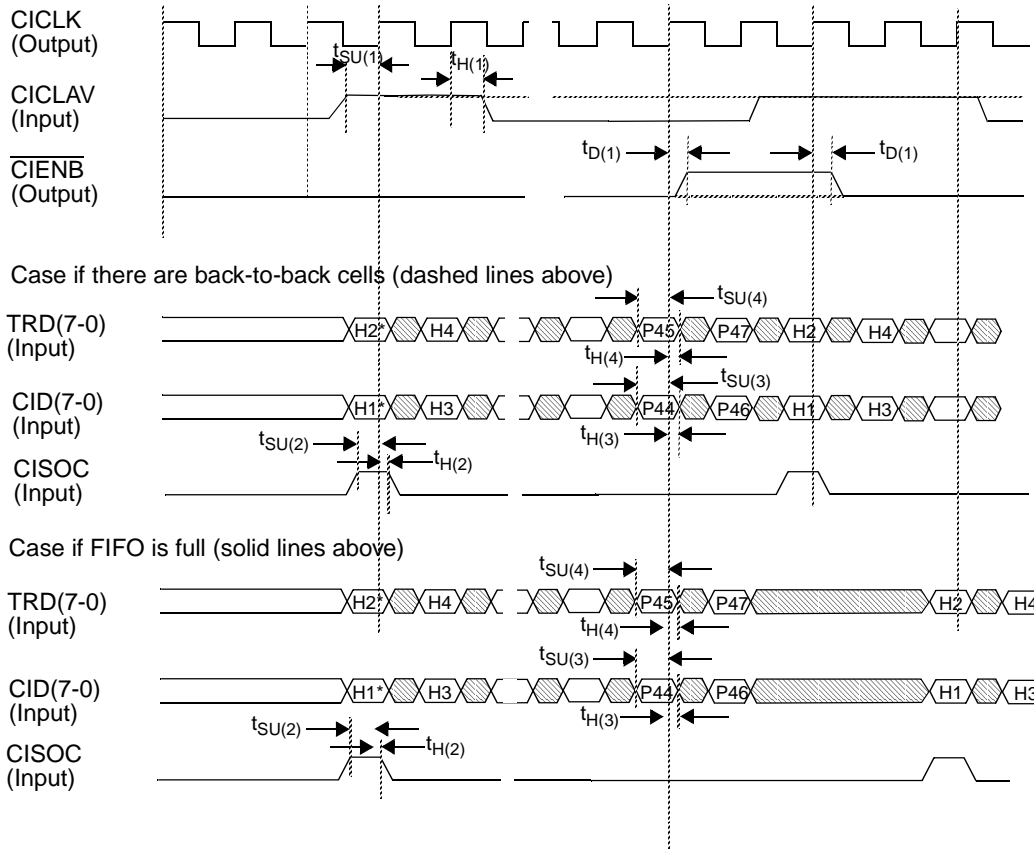 CICLK
(Output)
tSU(1)
tH(1)
CICLAV
(Input)
tD(1)
tD(1)
CIENB
(Output)
Case if there are back-to-back cells (dashed lines above)
tSU(4)
TRD(7-0)
(Input)
H2* H4 P45 P47 H2 H4
tH(4)
tSU(3)
CID(7-0)
(Input)
H1* H3 P44 P46 H1 H3
tSU(2)
tH(3)
tH(2)
CISOC
(Input)
Case if FIFO is full (solid lines above)
tSU(4)
TRD(7-0)
(Input)
H2* H4 P45 P47 H2 H4
tH(4)
tSU(3)
CID(7-0)
(Input)
H1* H3 P44 P46 H1 H3
tSU(2)
tH(3)
tH(2)
CISOC
(Input)